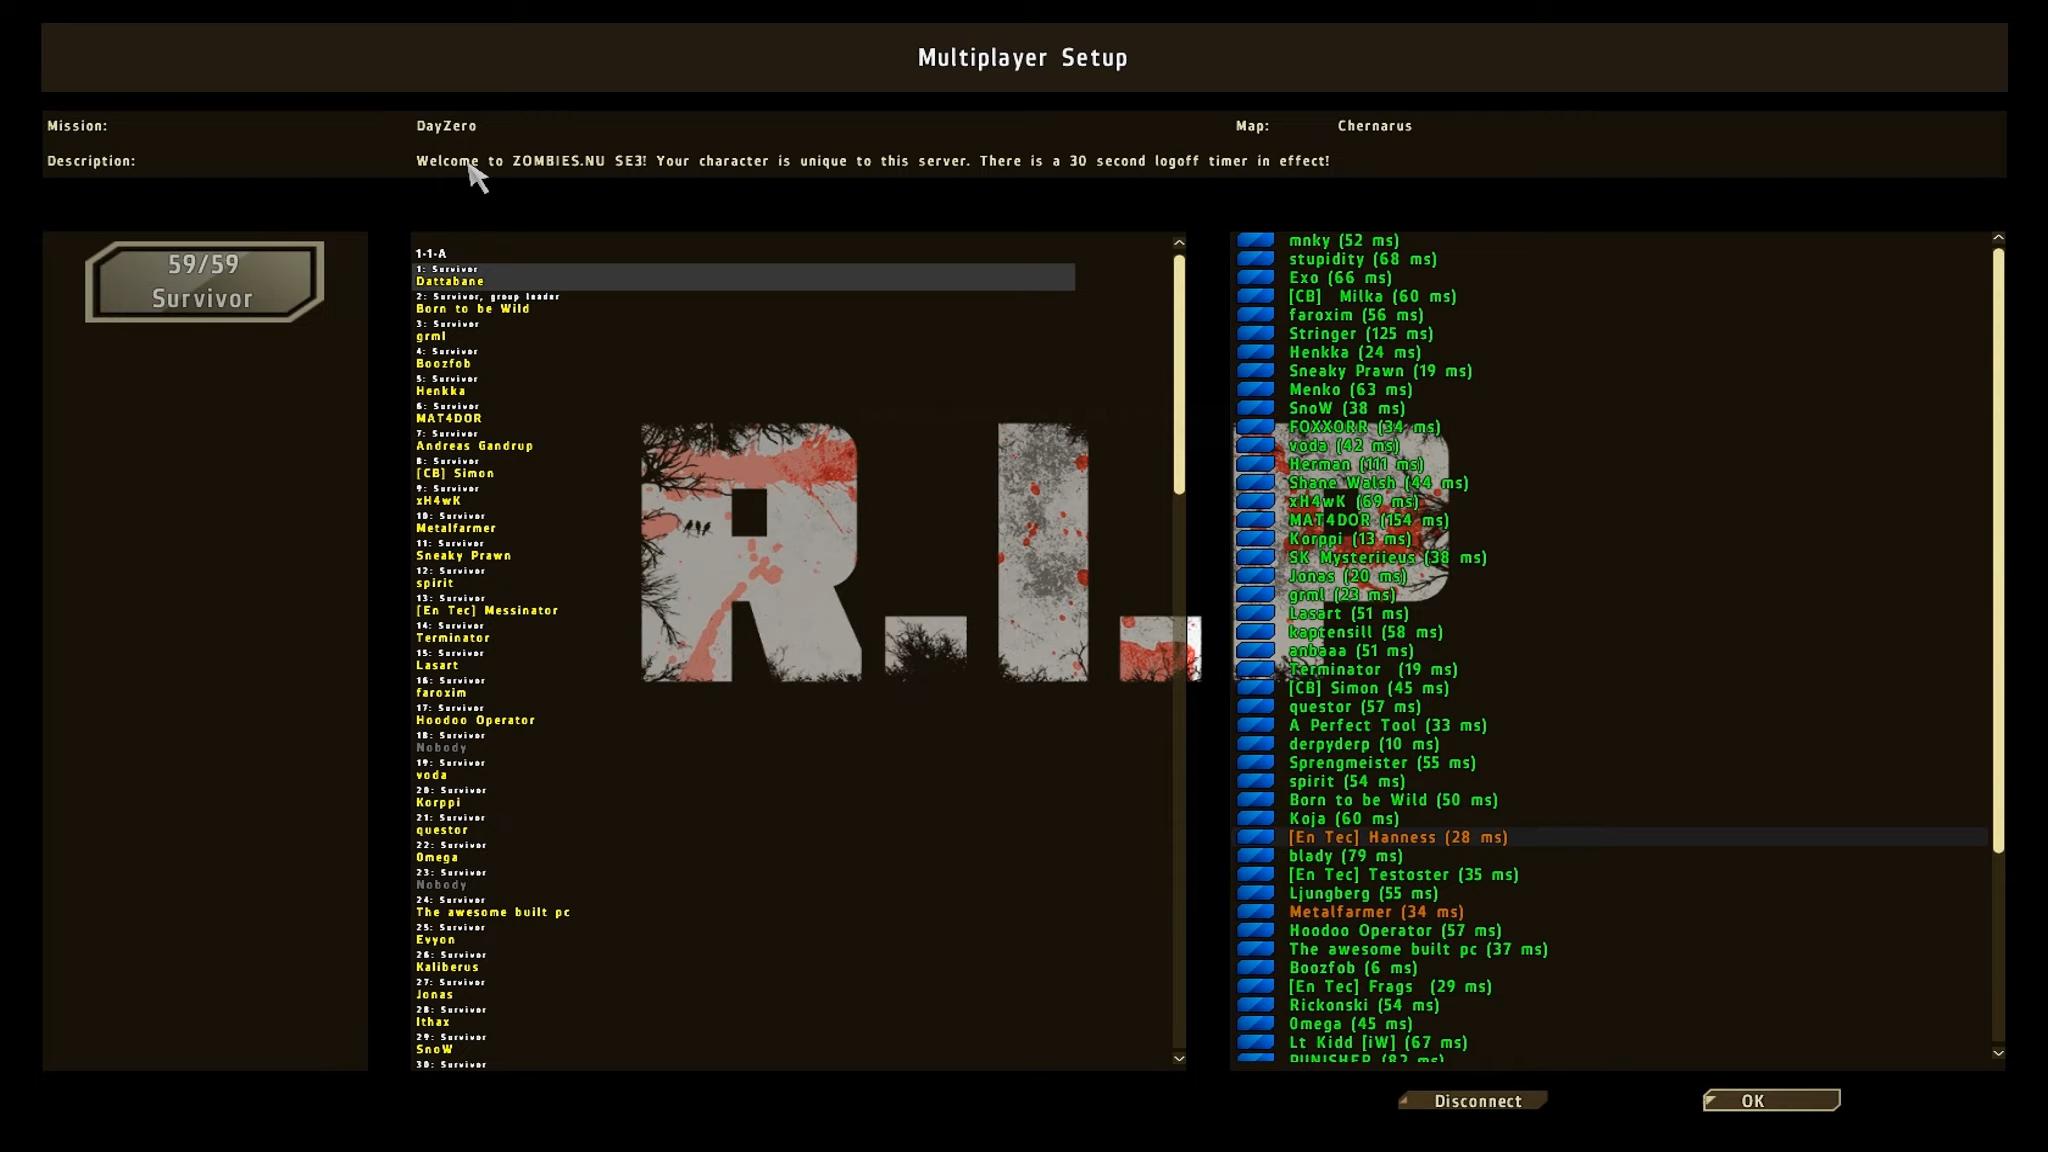 Multiplayer Setup
Mission: DayZero Map: Chernarus
Description: Welcome to ZOMBIES.NU SE3! Your character is unique to this server. There is a 30 second logoff timer in effect!
59/59
Survivor
1-1-A
1: Survivor
Dattabane
2: Survivor, group leader
Born to be Wild
3: Survivor
grml
4: Survivor
Boozfob
5: Survivor
Henkka
6: Survivor
MAT4DOR
7: Survivor
Andreas Gandrup
8: Survivor
[CB] Simon
9: Survivor
xH4wK
10: Survivor
Metalfarmer
11: Survivor
Sneaky Prawn
12: Survivor
spirit
13: Survivor
[En Tec] Messinator
14: Survivor
Terminator
15: Survivor
Lasart
16: Survivor
faroxim
17: Survivor
Hoodoo Operator
18: Survivor
Nobody
19: Survivor
voda
20: Survivor
Korppi
21: Survivor
questor
22: Survivor
Omega
23: Survivor
Nobody
24: Survivor
The awesome built pc
25: Survivor
Evyon
26: Survivor
Kaliberus
27: Survivor
Jonas
28: Survivor
Ithax
29: Survivor
SnoW
30: Survivor
R.I.P
mnky (52 ms)
stupidity (68 ms)
Exo (66 ms)
[CB] Milka (60 ms)
faroxim (56 ms)
Stringer (125 ms)
Henkka (24 ms)
Sneaky Prawn (19 ms)
Menko (63 ms)
SnoW (38 ms)
FOXXORR (34 ms)
voda (42 ms)
Herman (111 ms)
Shane Walsh (44 ms)
xH4wK (69 ms)
MAT4DOR (154 ms)
Korppi (13 ms)
SK Mysteriieus (38 ms)
Jonas (20 ms)
grml (23 ms)
Lasart (51 ms)
kaptensill (58 ms)
anbaaa (51 ms)
Terminator (19 ms)
[CB] Simon (45 ms)
questor (57 ms)
A Perfect Tool (33 ms)
derpyderp (10 ms)
Sprengmeister (55 ms)
spirit (54 ms)
Born to be Wild (50 ms)
Koja (60 ms)
[En Tec] Hanness (28 ms)
blady (79 ms)
[En Tec] Testoster (35 ms)
Ljungberg (55 ms)
Metalfarmer (34 ms)
Hoodoo Operator (57 ms)
The awesome built pc (37 ms)
Boozfob (6 ms)
[En Tec] Frags (29 ms)
Rickonski (54 ms)
Omega (45 ms)
Lt Kidd [iW] (67 ms)
PUNISHER (82 ms)
Disconnect
OK